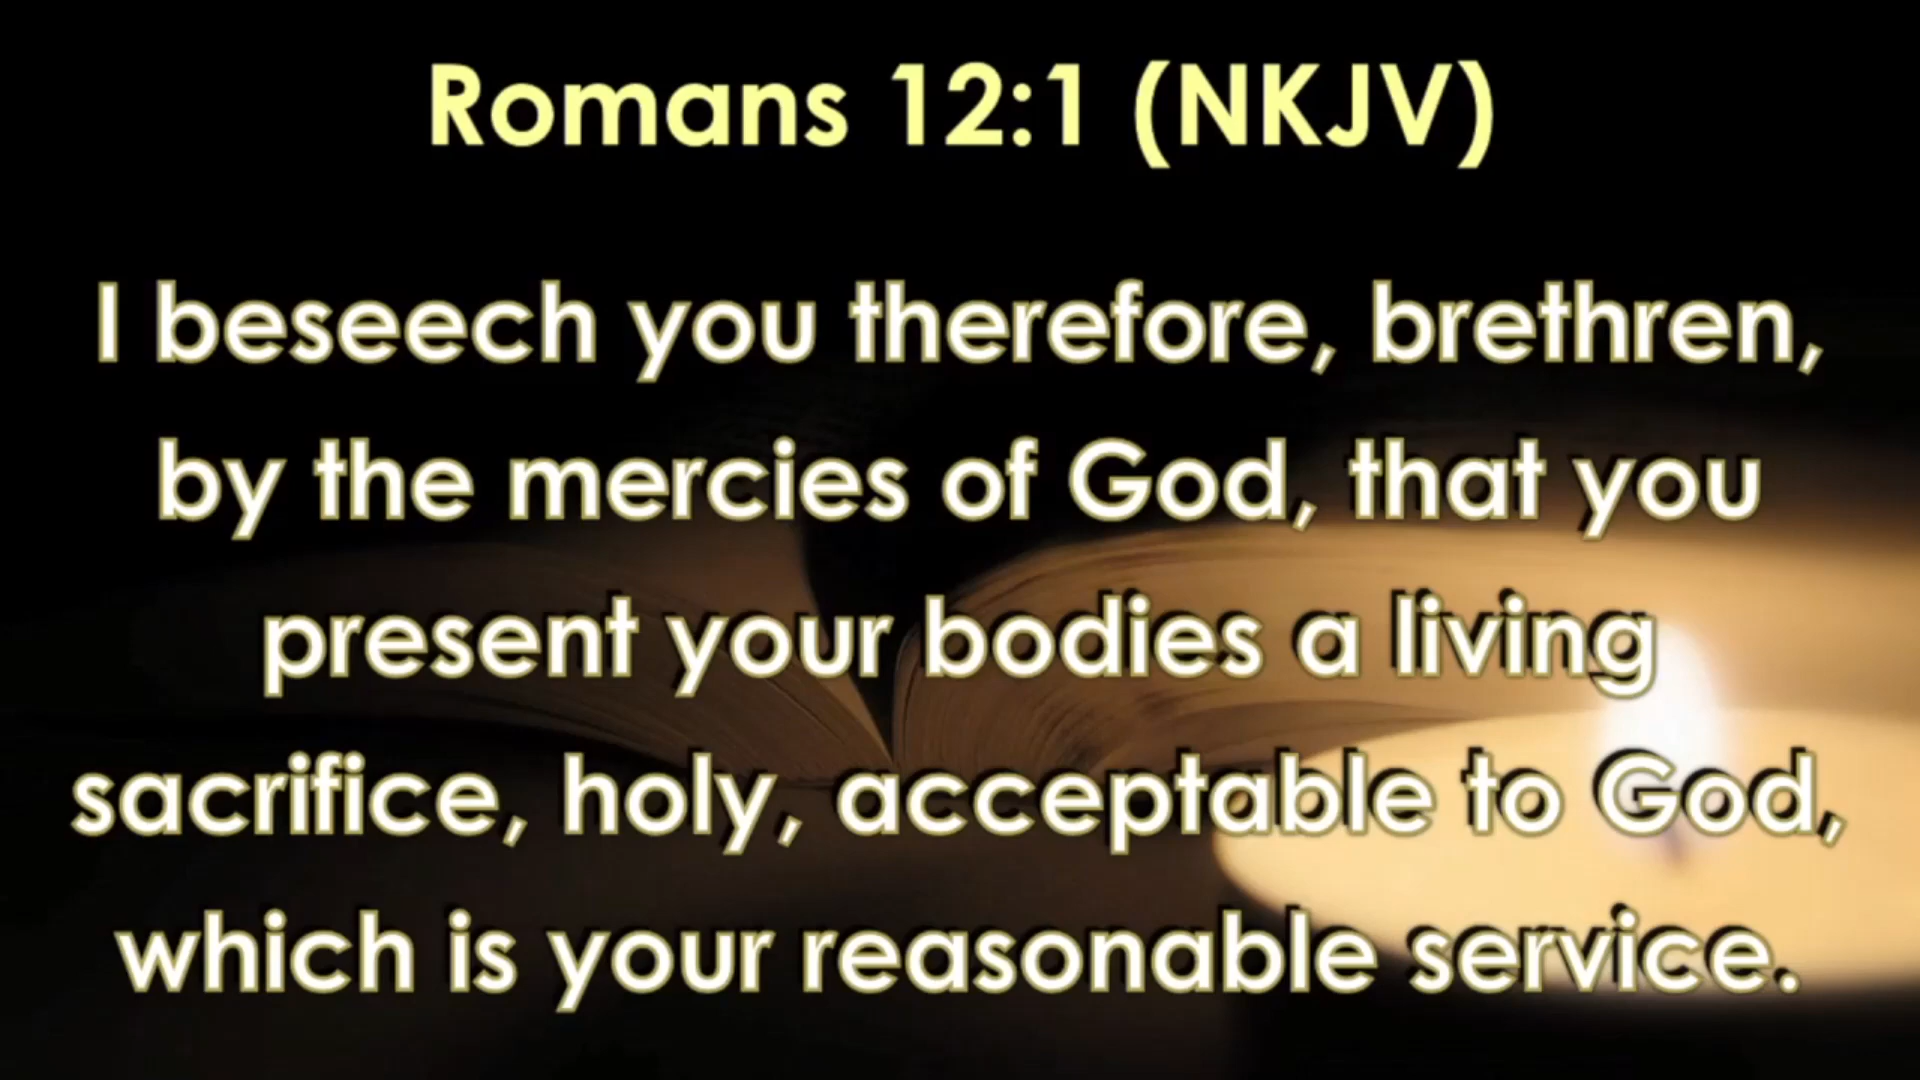 Romans 12:1 (NKJV)
I beseech you therefore, brethren,
by the mercies of God, that you
present your bodies a living
sacrifice, holy, acceptable to God,
which is your reasonable service.